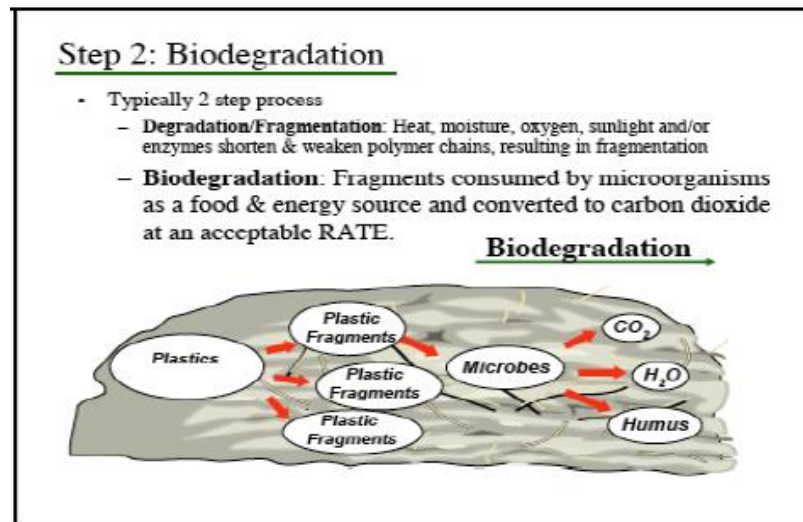 Step 2: Biodegradation
- Typically 2 step process
– Degradation/Fragmentation: Heat, moisture, oxygen, sunlight and/or
enzymes shorten & weaken polymer chains, resulting in fragmentation
– Biodegradation: Fragments consumed by microorganisms
as a food & energy source and converted to carbon dioxide
at an acceptable RATE.
Biodegradation
Plastics
Plastic
Fragments
Plastic
Fragments
Plastic
Fragments
Microbes
CO₂
H₂O
Humus